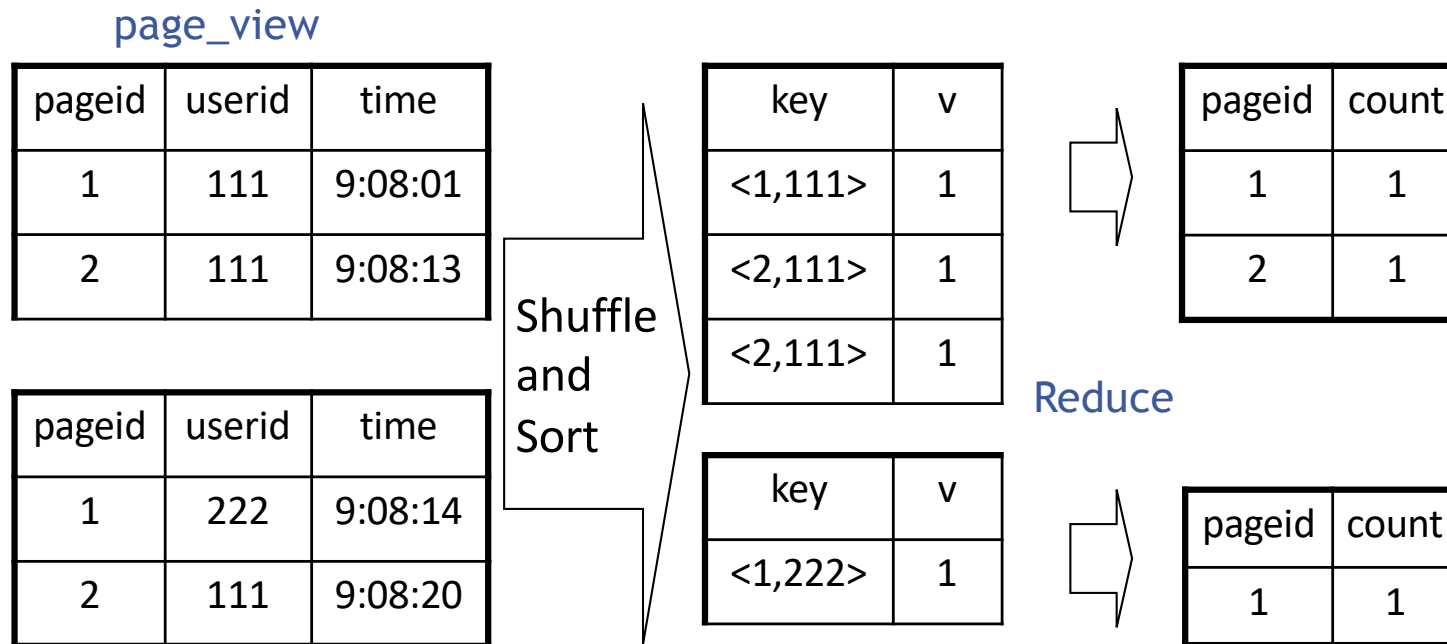 page_view
pageid userid time
1 111 9:08:01
2 111 9:08:13
pageid userid time
1 222 9:08:14
2 111 9:08:20
Shuffle
and
Sort
key v
<1,111> 1
<2,111> 1
<2,111> 1
key v
<1,222> 1
Reduce
pageid count
1 1
2 1
pageid count
1 1